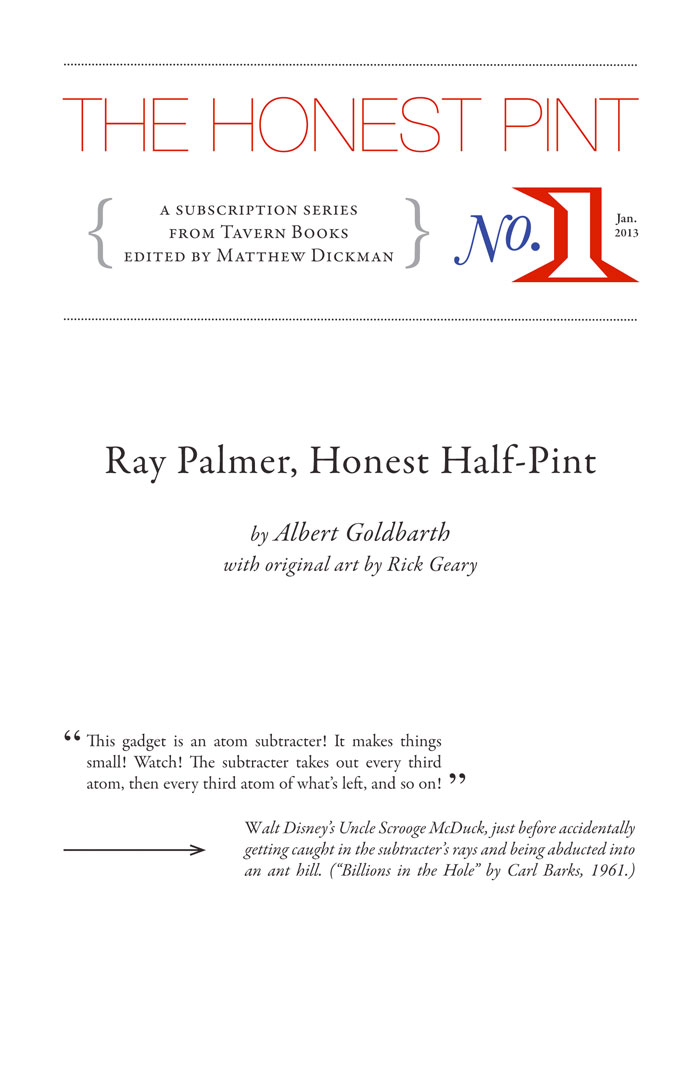 THE HONEST PINT
{ A SUBSCRIPTION SERIES
FROM TAVERN BOOKS
EDITED BY MATTHEW DICKMAN }
No. 1
Jan.
2013
Ray Palmer, Honest Half-Pint
by Albert Goldbarth
with original art by Rick Geary
“ This gadget is an atom subtracter! It makes things
small! Watch! The subtracter takes out every third
atom, then every third atom of what’s left, and so on! ”
Walt Disney’s Uncle Scrooge McDuck, just before accidentally
getting caught in the subtracter’s rays and being abducted into
an ant hill. (“Billions in the Hole” by Carl Barks, 1961.)